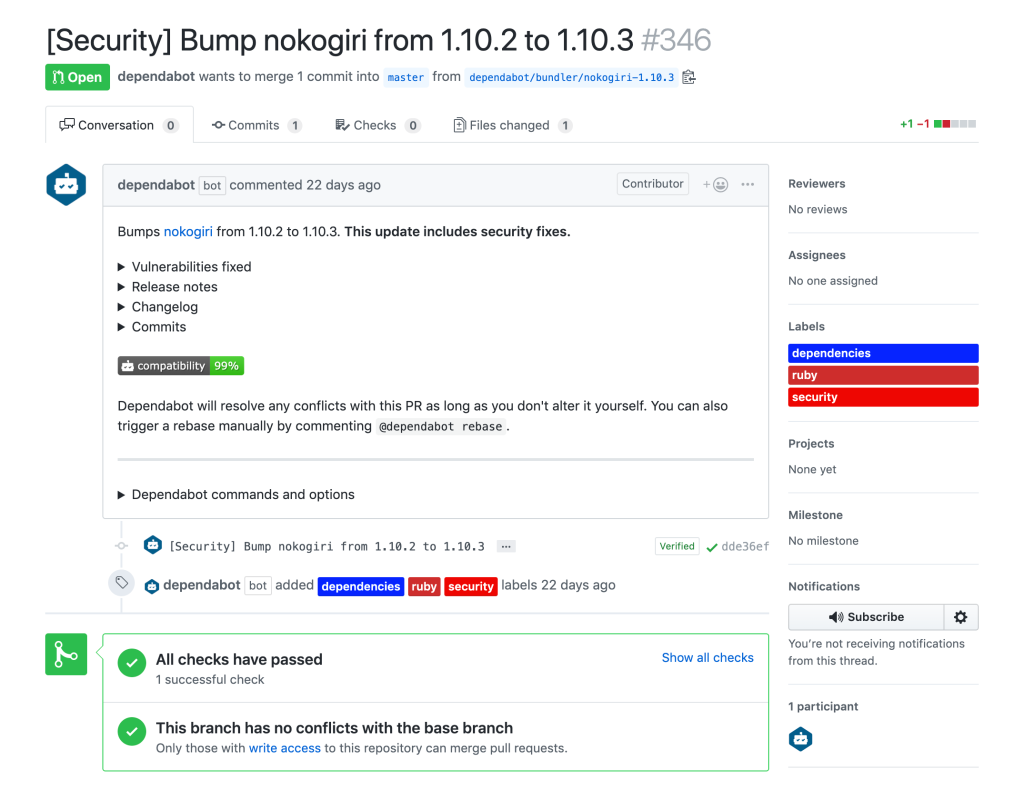 [Security] Bump nokogiri from 1.10.2 to 1.10.3 #346
Open dependabot wants to merge 1 commit into master from dependabot/bundler/nokogiri-1.10.3
Conversation 0 Commits 1 Checks 0 Files changed 1 +1 −1
dependabot bot commented 22 days ago Contributor
Bumps nokogiri from 1.10.2 to 1.10.3. This update includes security fixes.
Vulnerabilities fixed
Release notes
Changelog
Commits
compatibility 99%
Dependabot will resolve any conflicts with this PR as long as you don't alter it yourself. You can also
trigger a rebase manually by commenting @dependabot rebase.
Dependabot commands and options
[Security] Bump nokogiri from 1.10.2 to 1.10.3 … Verified dde36ef
dependabot bot added dependencies ruby security labels 22 days ago
All checks have passed Show all checks
1 successful check
This branch has no conflicts with the base branch
Only those with write access to this repository can merge pull requests.
Reviewers
No reviews
Assignees
No one assigned
Labels
dependencies
ruby
security
Projects
None yet
Milestone
No milestone
Notifications
Subscribe
You're not receiving notifications
from this thread.
1 participant